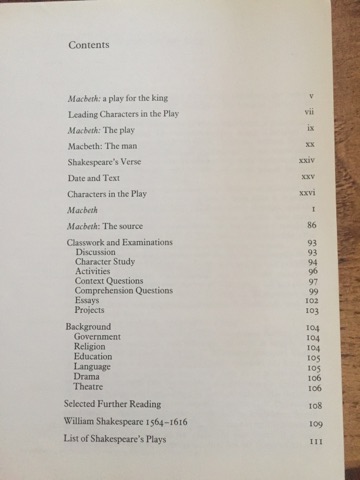 Contents
Macbeth: a play for the king v
Leading Characters in the Play vii
Macbeth: The play ix
Macbeth: The man xx
Shakespeare's Verse xxiv
Date and Text xxv
Characters in the Play xxvi
Macbeth 1
Macbeth: The source 86
Classwork and Examinations 93
Discussion 93
Character Study 94
Activities 96
Context Questions 97
Comprehension Questions 99
Essays 102
Projects 103
Background 104
Government 104
Religion 104
Education 105
Language 105
Drama 106
Theatre 106
Selected Further Reading 108
William Shakespeare 1564–1616 109
List of Shakespeare's Plays 111